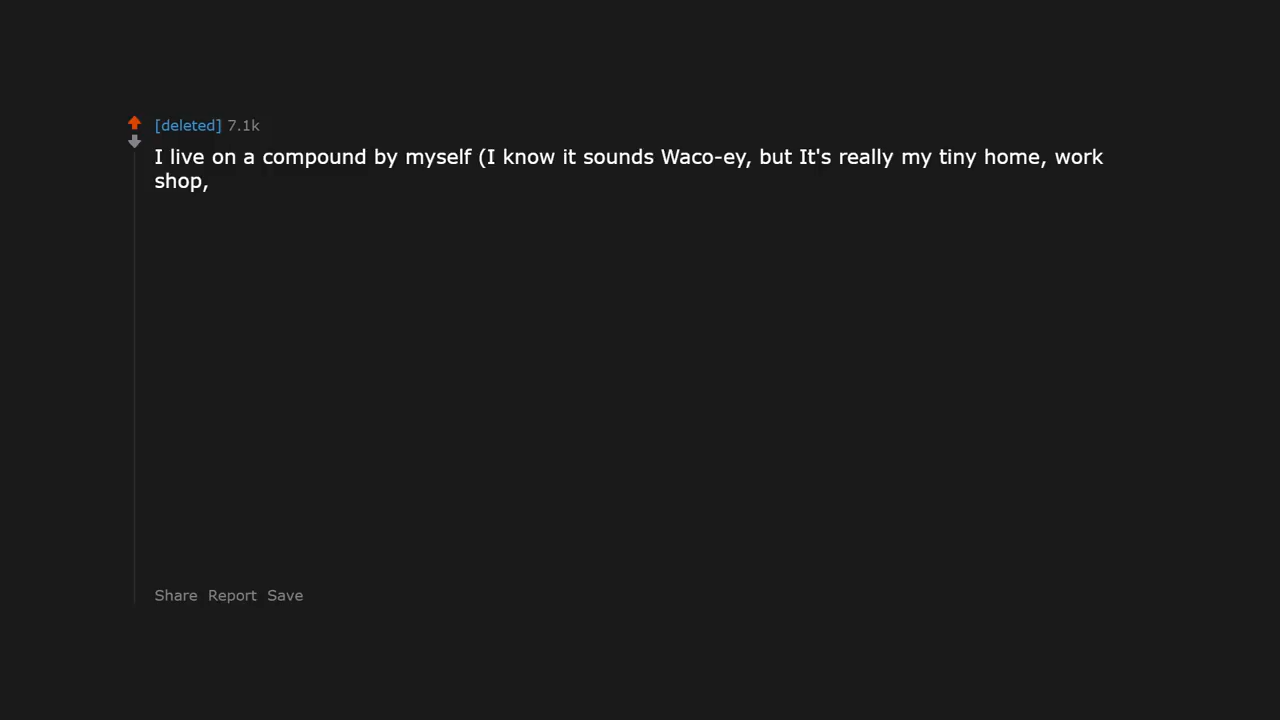 [deleted] 7.1k
I live on a compound by myself (I know it sounds Waco-ey, but It's really my tiny home, work
shop,
Share Report Save